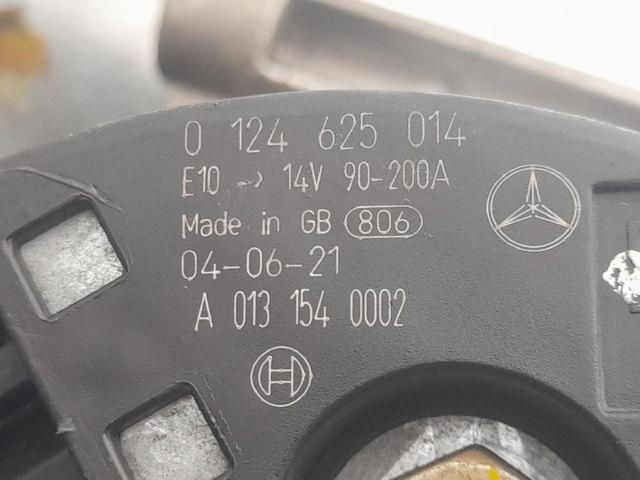 0 124 625 014
E10 -> 14V 90-200A
Made in GB 806
04-06-21
A 013 154 0002